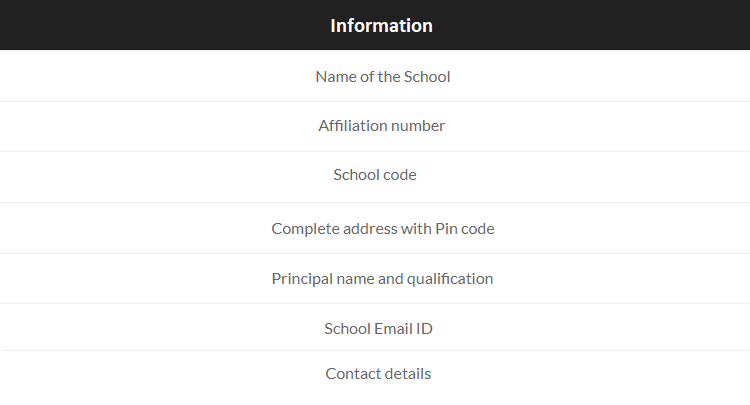 Information
Name of the School
Affiliation number
School code
Complete address with Pin code
Principal name and qualification
School Email ID
Contact details